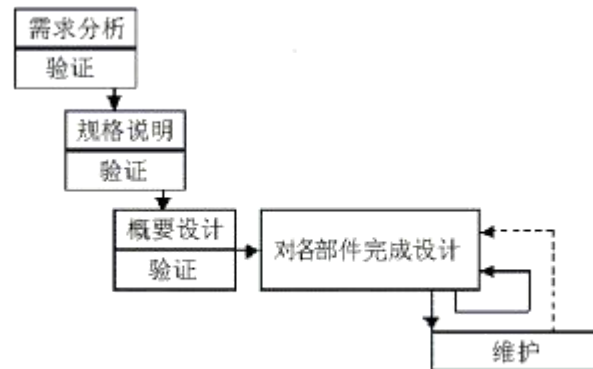 需求分析
验证
规格说明
验证
概要设计
验证
对各部件完成设计
维护